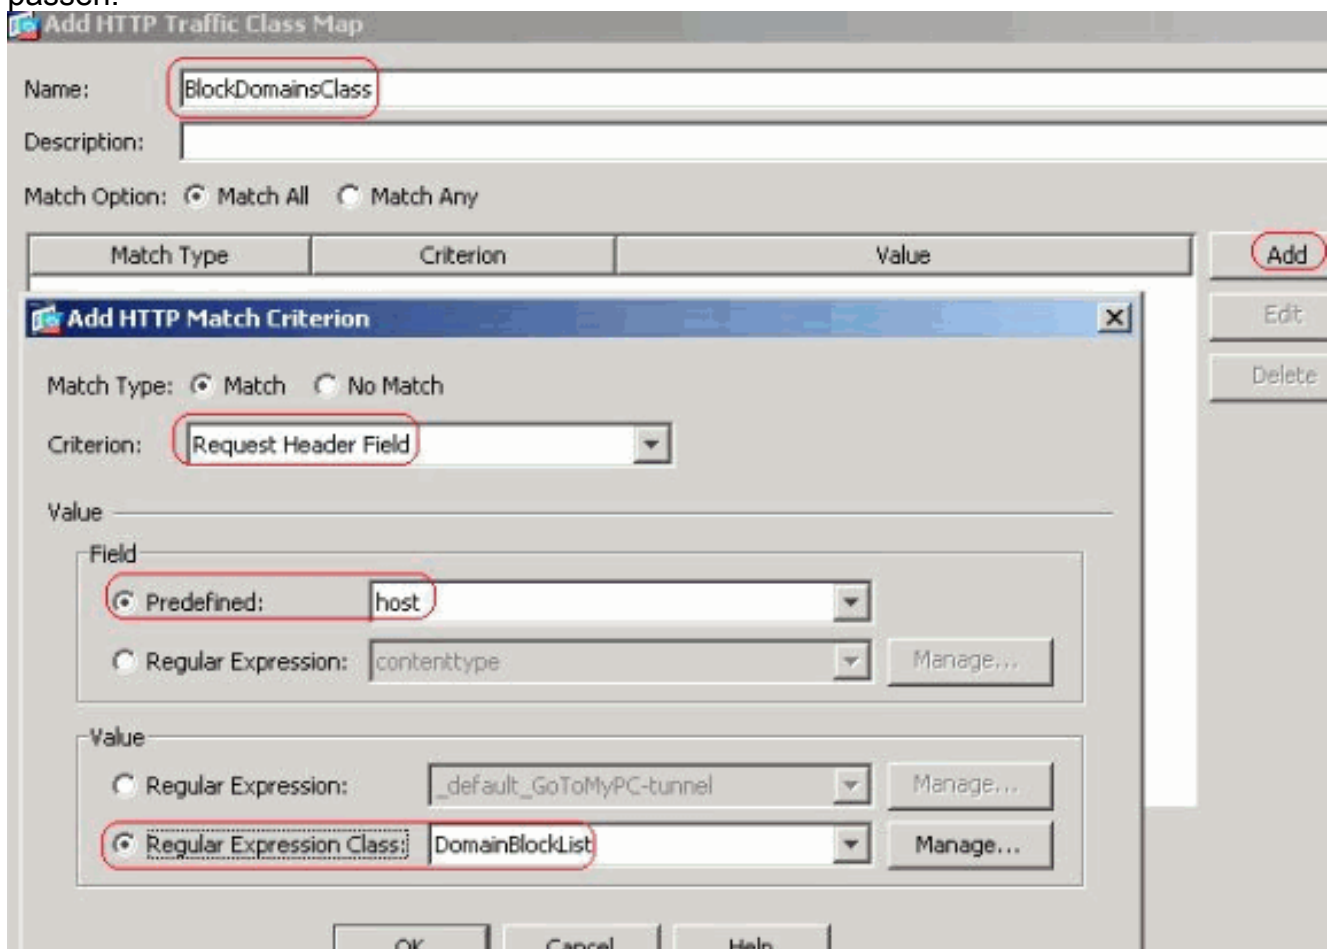 passen.
Add HTTP Traffic Class Map
Name: BlockDomainsClass
Description:
Match Option: Match All Match Any
Match Type Criterion Value Add
Add HTTP Match Criterion
Edit
Match Type: Match No Match
Delete
Criterion: Request Header Field
Value
Field
Predefined: host
Regular Expression: contenttype Manage...
Value
Regular Expression: _default_GoToMyPC-tunnel Manage...
Regular Expression Class: DomainBlockList Manage...
OK Cancel Help